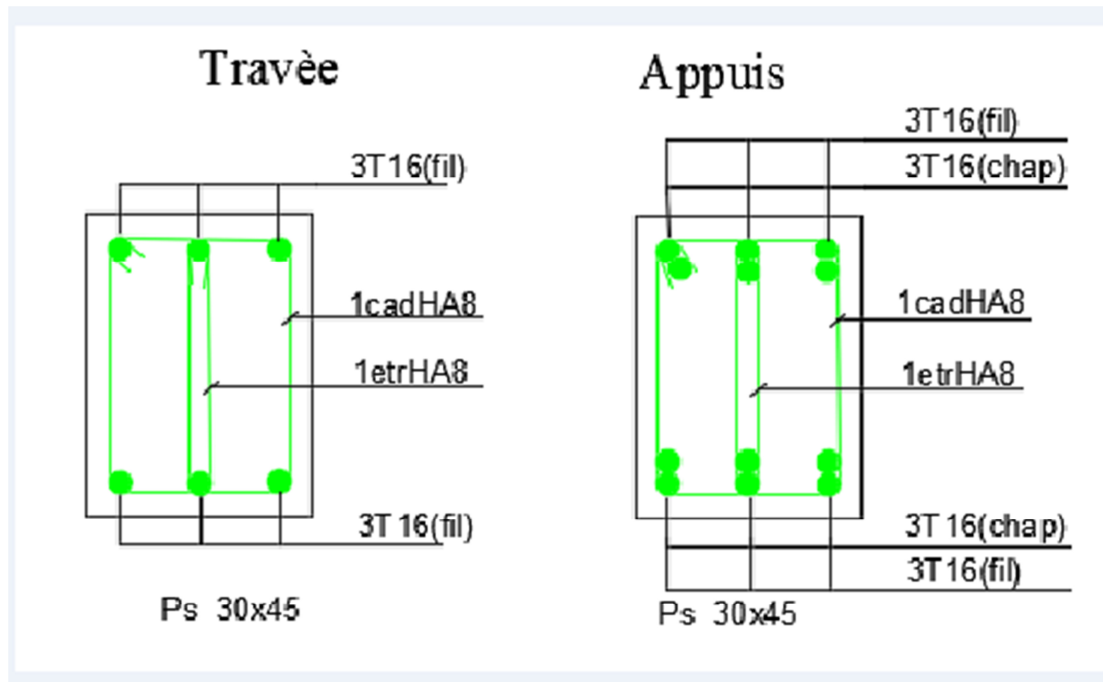 Travèe
3T16(fil)
1cadHA8
1etrHA8
3T16(fil)
Ps 30x45
Appuis
3T16(fil)
3T16(chap)
1cadHA8
1etrHA8
3T16(chap)
3T16(fil)
Ps 30x45